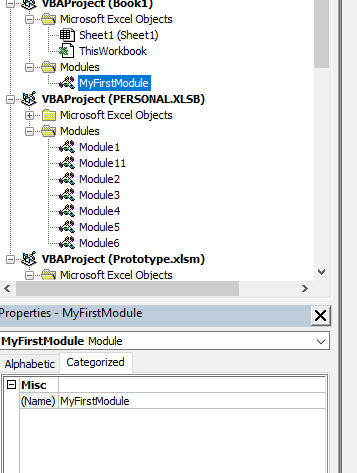 VBAProject (Book1)
Microsoft Excel Objects
Sheet1 (Sheet1)
ThisWorkbook
Modules
MyFirstModule
VBAProject (PERSONAL.XLSB)
Microsoft Excel Objects
Modules
Module1
Module11
Module2
Module3
Module4
Module5
Module6
VBAProject (Prototype.xlsm)
Microsoft Excel Objects
Properties - MyFirstModule
MyFirstModule Module
Alphabetic Categorized
Misc
(Name) MyFirstModule